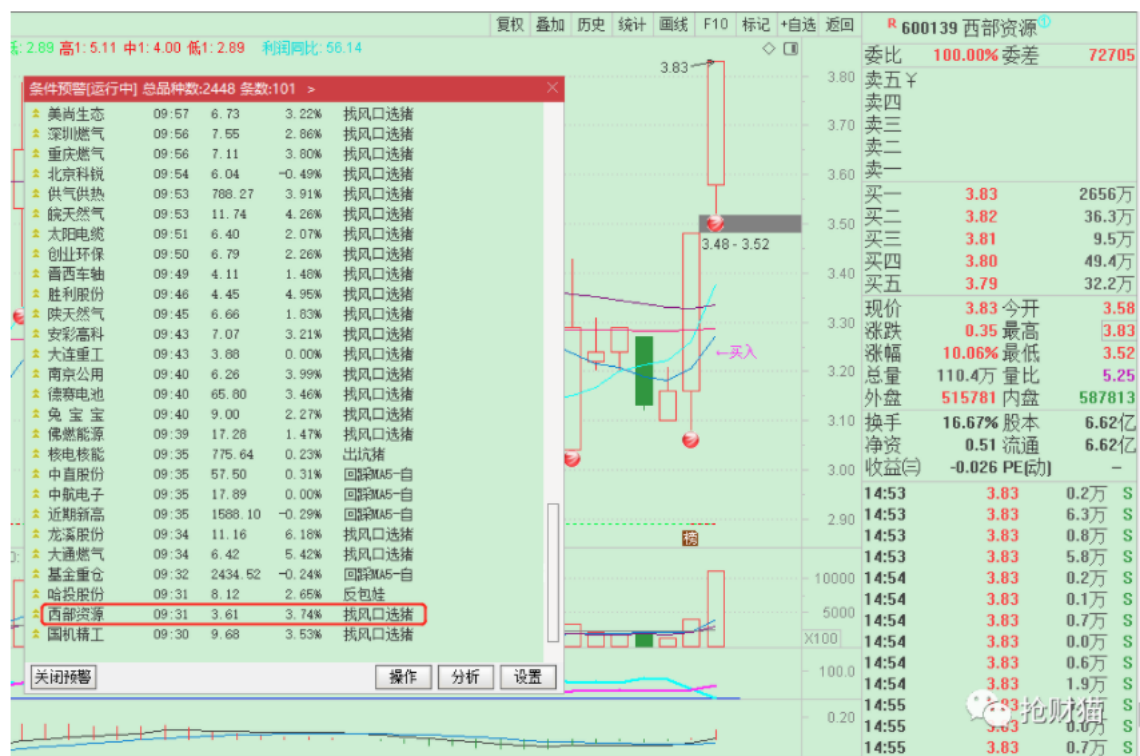 复权 叠加 历史 统计 画线 F10 标记 +自选 返回
2.89 高1: 5.11 中1: 4.00 低1: 2.89 利润同比: 56.14
条件预警[运行中] 总品种数:2448 条数:101 >
美尚生态 09:57 6.73 3.22% 找风口选猪
深圳燃气 09:56 7.55 2.86% 找风口选猪
重庆燃气 09:56 7.11 3.80% 找风口选猪
北京科锐 09:54 6.04 -0.49% 找风口选猪
供气供热 09:53 788.27 3.91% 找风口选猪
皖天然气 09:53 11.74 4.26% 找风口选猪
太阳电缆 09:51 6.40 2.07% 找风口选猪
创业环保 09:50 6.79 2.26% 找风口选猪
晋西车轴 09:49 4.11 1.48% 找风口选猪
胜利股份 09:46 4.45 4.95% 找风口选猪
陕天然气 09:45 6.66 1.83% 找风口选猪
安彩高科 09:43 7.07 3.21% 找风口选猪
大连重工 09:43 3.88 0.00% 找风口选猪
南京公用 09:40 6.26 3.99% 找风口选猪
德赛电池 09:40 65.80 3.46% 找风口选猪
兔 宝 宝 09:40 9.00 2.27% 找风口选猪
佛燃能源 09:39 17.28 1.47% 找风口选猪
核电核能 09:35 775.64 0.23% 出坑猪
中直股份 09:35 57.50 0.31% 回踩MA5-自
中航电子 09:35 17.89 0.00% 回踩MA5-自
近期新高 09:35 1588.10 -0.29% 回踩MA5-自
龙溪股份 09:34 11.16 6.18% 找风口选猪
大通燃气 09:34 6.42 5.42% 找风口选猪
基金重仓 09:32 2434.52 -0.24% 回踩MA5-自
哈投股份 09:31 8.12 2.65% 反包娃
西部资源 09:31 3.61 3.74% 找风口选猪
国机精工 09:30 9.68 3.53% 找风口选猪
关闭预警 操作 分析 设置
3.83
3.48 - 3.52
←买入
榜
3.80
3.70
3.60
3.50
3.40
3.30
3.20
3.10
3.00
2.90
10000
5000
X100
100.0
0.20
R 600139 西部资源①
委比 100.00% 委差 72705
卖五 ¥
卖四
卖三
卖二
卖一
买一 3.83 2656万
买二 3.82 36.3万
买三 3.81 9.5万
买四 3.80 49.4万
买五 3.79 32.2万
现价 3.83 今开 3.58
涨跌 0.35 最高 3.83
涨幅 10.06% 最低 3.52
总量 110.4万 量比 5.25
外盘 515781 内盘 587813
换手 16.67% 股本 6.62亿
净资 0.51 流通 6.62亿
收益㈢ -0.026 PE[动] –
14:53 3.83 0.2万 S
14:53 3.83 6.3万 S
14:53 3.83 0.8万 S
14:53 3.83 5.8万 S
14:54 3.83 0.2万 S
14:54 3.83 0.1万 S
14:54 3.83 0.7万 S
14:54 3.83 0.0万 S
14:54 3.83 0.6万 S
14:54 3.83 1.9万 S
14:55 S
14:55 3.83 0.0万 S
14:55 3.83 0.7万 S
抢财猫